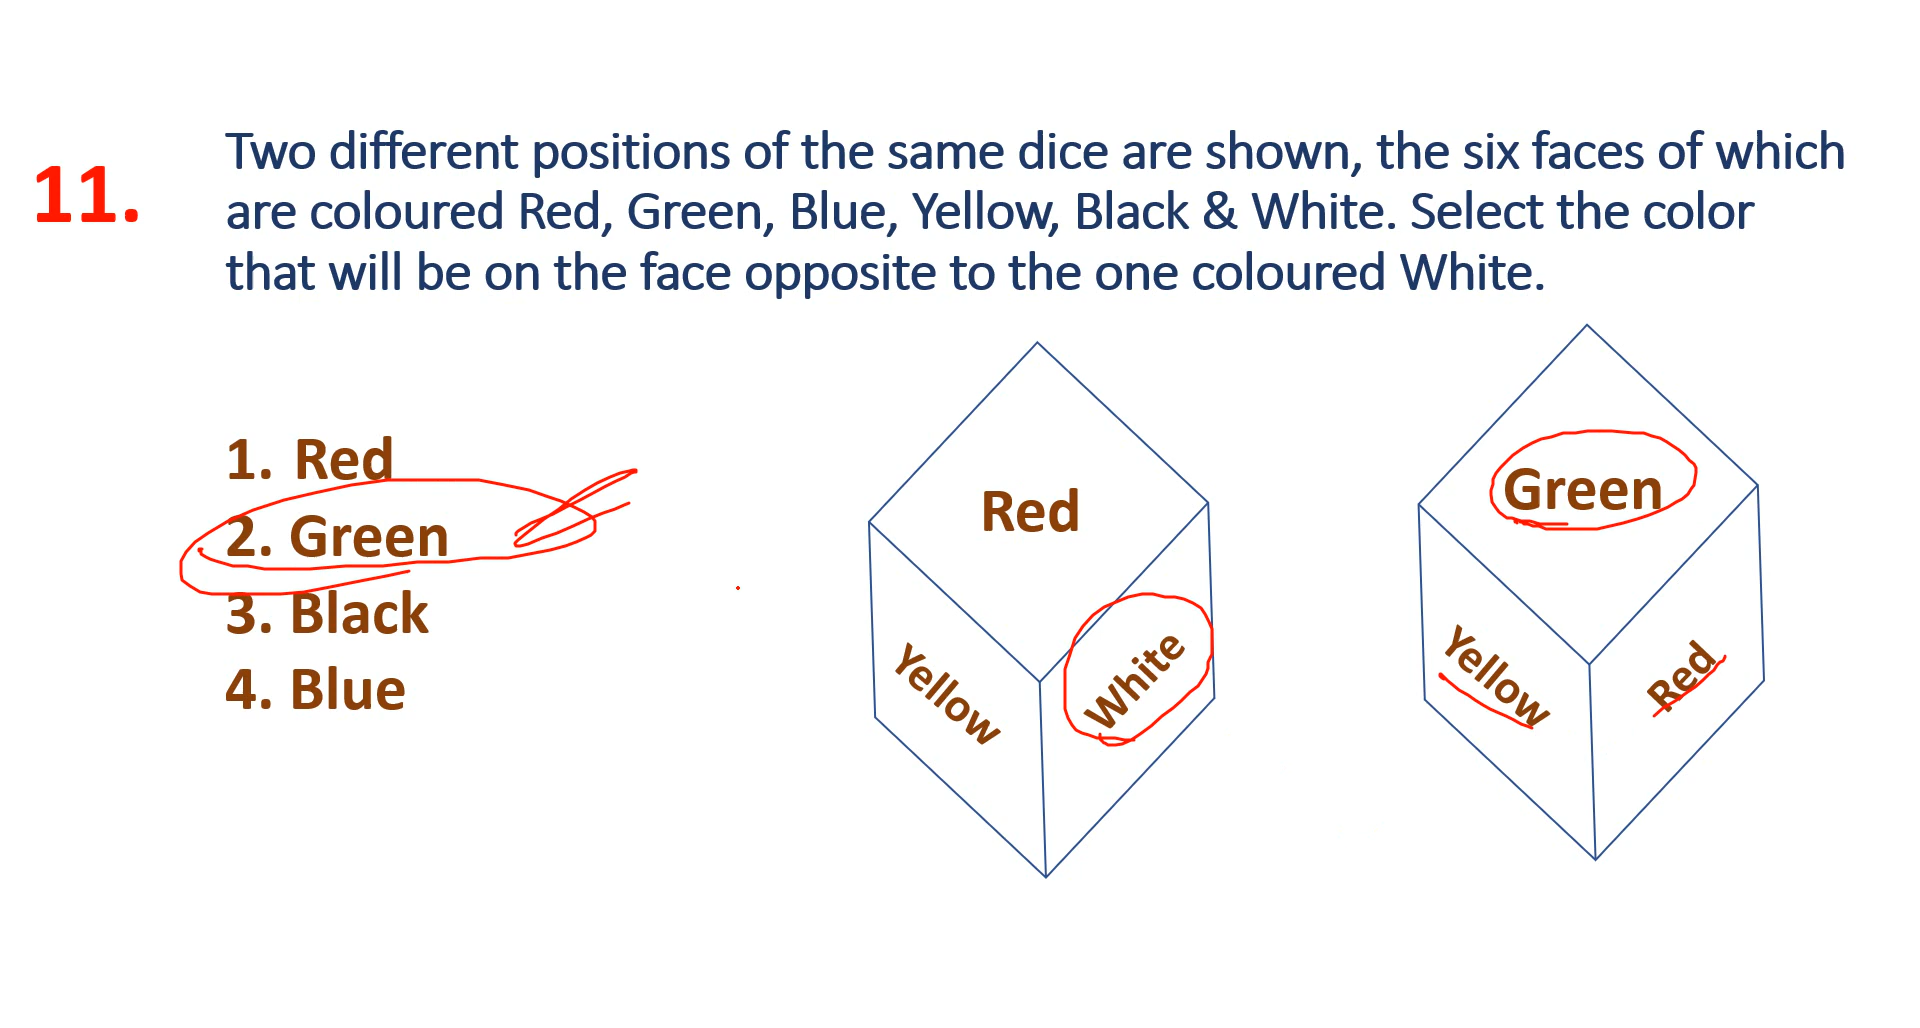 11.
Two different positions of the same dice are shown, the six faces of which
are coloured Red, Green, Blue, Yellow, Black & White. Select the color
that will be on the face opposite to the one coloured White.
1. Red
2. Green
3. Black
4. Blue
Red
Yellow
White
Green
Yellow
Red